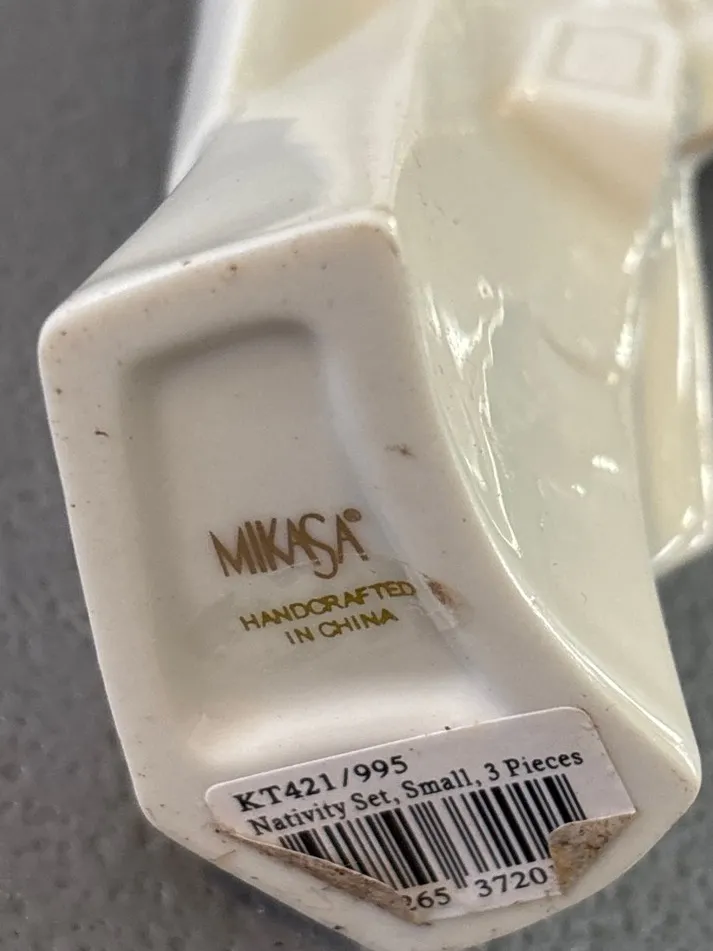 MIKASA®
HANDCRAFTED
IN CHINA
KT421/995
Nativity Set, Small, 3 Pieces
265 3720